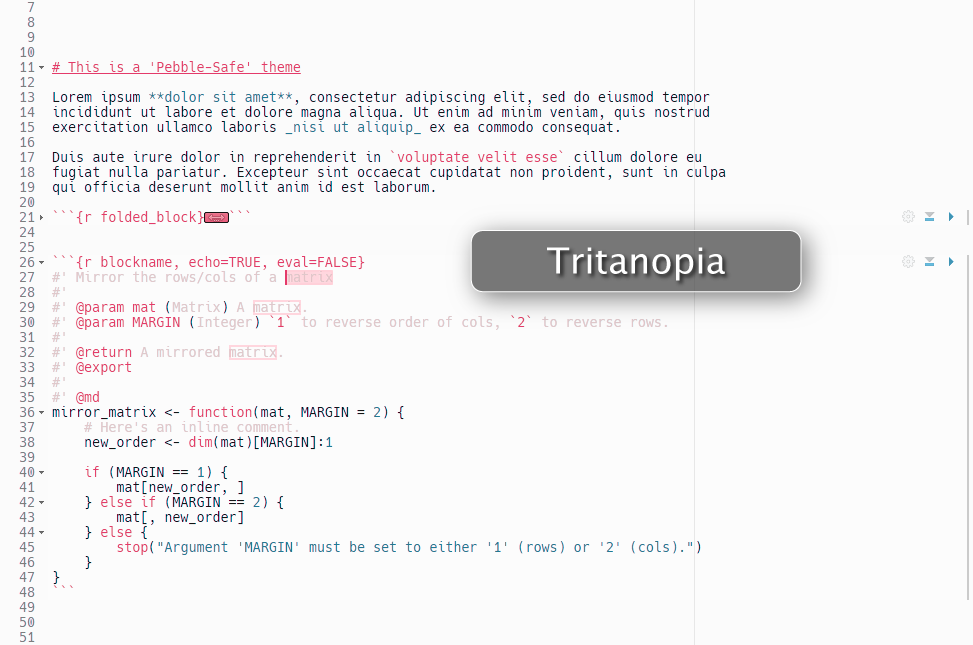 7
8
9
10
11 # This is a 'Pebble-Safe' theme
12
13 Lorem ipsum **dolor sit amet**, consectetur adipiscing elit, sed do eiusmod tempor
14 incididunt ut labore et dolore magna aliqua. Ut enim ad minim veniam, quis nostrud
15 exercitation ullamco laboris _nisi ut aliquip_ ex ea commodo consequat.
16
17 Duis aute irure dolor in reprehenderit in `voluptate velit esse` cillum dolore eu
18 fugiat nulla pariatur. Excepteur sint occaecat cupidatat non proident, sunt in culpa
19 qui officia deserunt mollit anim id est laborum.
20
21 ```{r folded_block}<-->```
24
25
26 ```{r blockname, echo=TRUE, eval=FALSE}
Tritanopia
27 #' Mirror the rows/cols of a matrix
28 #'
29 #' @param mat (Matrix) A matrix.
30 #' @param MARGIN (Integer) `1` to reverse order of cols, `2` to reverse rows.
31 #'
32 #' @return A mirrored matrix.
33 #' @export
34 #'
35 #' @md
36 mirror_matrix <- function(mat, MARGIN = 2) {
37     # Here's an inline comment.
38     new_order <- dim(mat)[MARGIN]:1
39
40     if (MARGIN == 1) {
41         mat[new_order, ]
42     } else if (MARGIN == 2) {
43         mat[, new_order]
44     } else {
45         stop("Argument 'MARGIN' must be set to either '1' (rows) or '2' (cols).")
46     }
47 }
48 ```
49
50
51